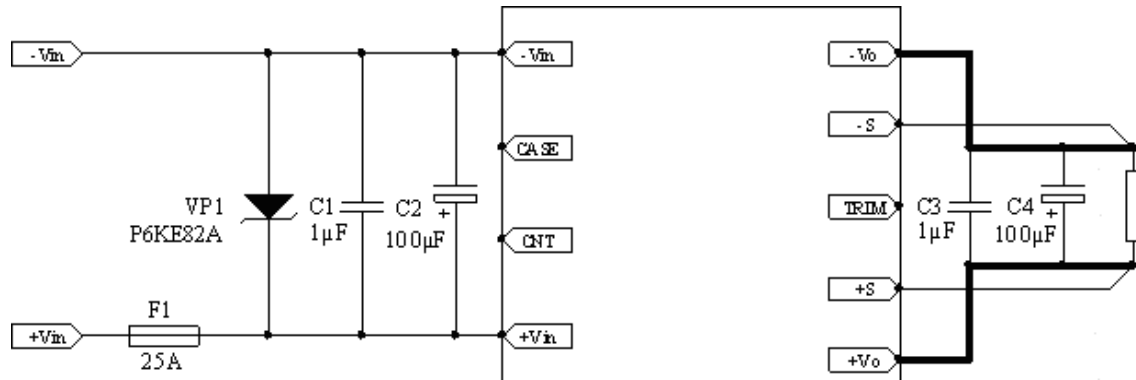 -Vin
-Vin
-Vo
-S
CASE
VP1
P6KE82A
C1
1µF
C2
100µF
+
TRIM
C3
1µF
C4
100µF
+
CNT
+S
F1
+Vin
25A
+Vin
+Vo